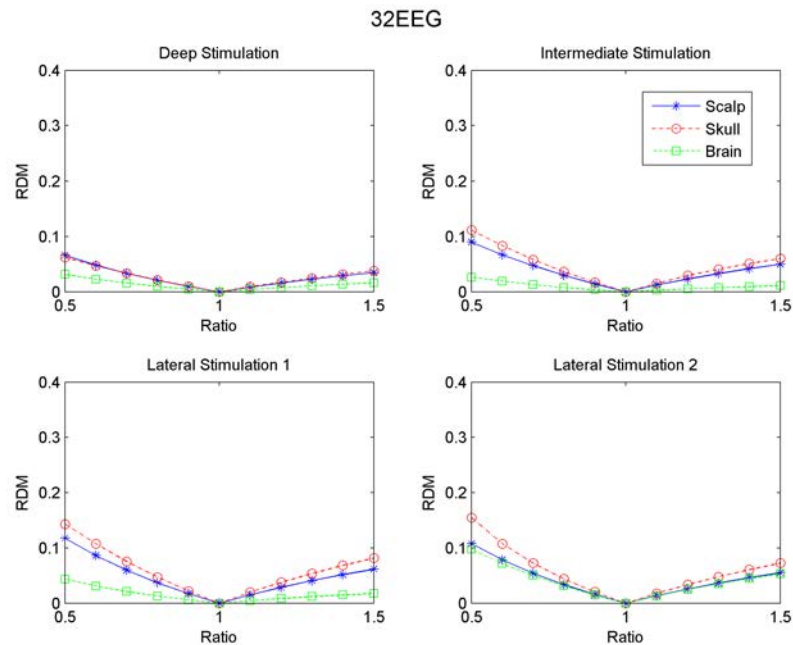 32EEG
Deep Stimulation
0.4
0.3
0.2
0.1
0
RDM
0.5
1
1.5
Ratio
Intermediate Stimulation
0.4
0.3
0.2
0.1
0
RDM
Scalp
Skull
Brain
0.5
1
1.5
Ratio
Lateral Stimulation 1
0.4
0.3
0.2
0.1
0
RDM
0.5
1
1.5
Ratio
Lateral Stimulation 2
0.4
0.3
0.2
0.1
0
RDM
0.5
1
1.5
Ratio